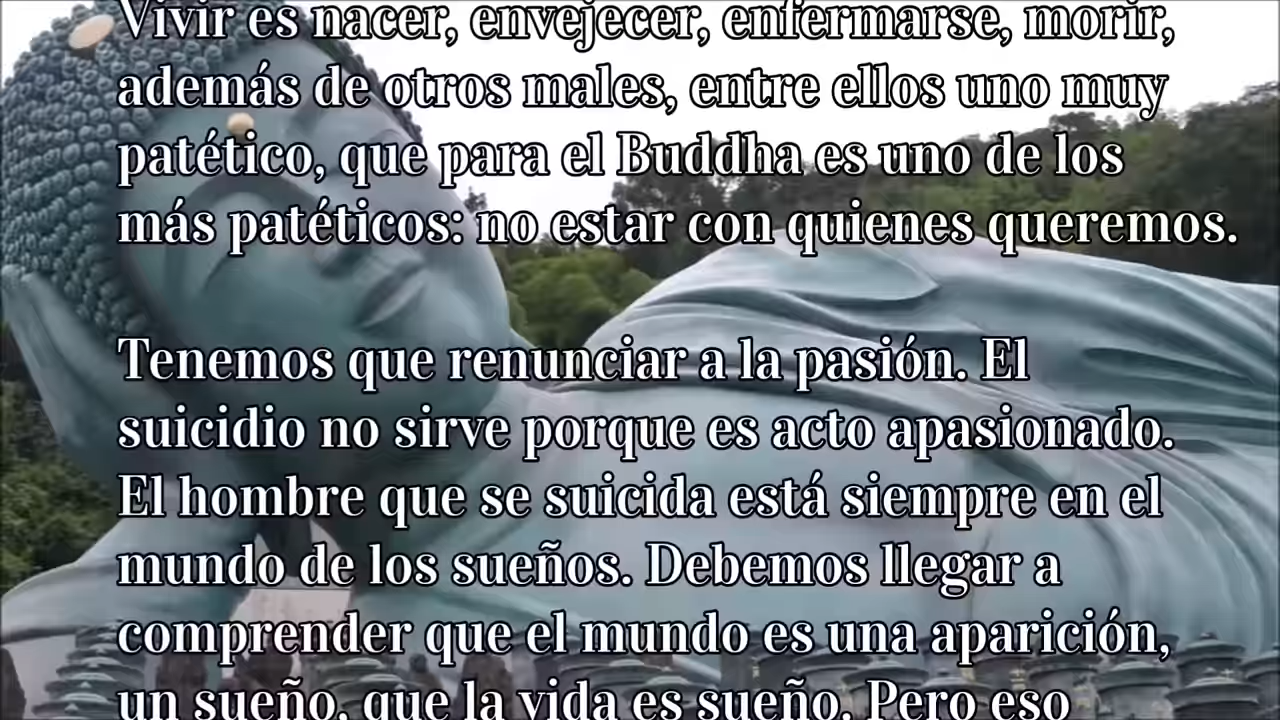 Vivir es nacer, envejecer, enfermarse, morir,
además de otros males, entre ellos uno muy
patético, que para el Buddha es uno de los
más patéticos: no estar con quienes queremos.
Tenemos que renunciar a la pasión. El
suicidio no sirve porque es acto apasionado.
El hombre que se suicida está siempre en el
mundo de los sueños. Debemos llegar a
comprender que el mundo es una aparición,
un sueño, que la vida es sueño. Pero eso